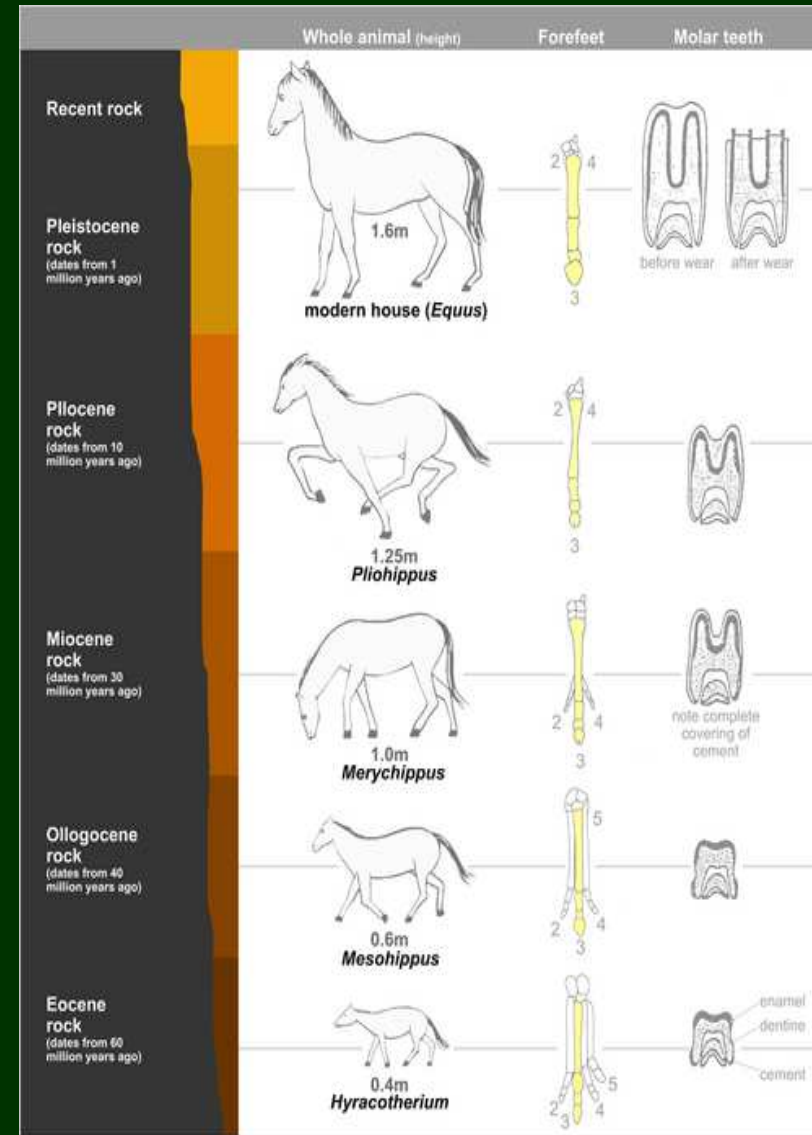 Whole animal (height) Forefeet Molar teeth
Recent rock
2 4
Pleistocene
rock
(dates from 1
million years ago)
1.6m
3
before wear after wear
modern house (Equus)
Pliocene
rock
(dates from 10
million years ago)
2 4
3
1.25m
Pliohippus
Miocene
rock
(dates from 30
million years ago)
2 4
3
note complete
covering of
cement
1.0m
Merychippus
Ollogocene
rock
(dates from 40
million years ago)
5
2 4
3
0.6m
Mesohippus
Eocene
rock
(dates from 60
million years ago)
enamel
dentine
cement
5
2 4
3
0.4m
Hyracotherium